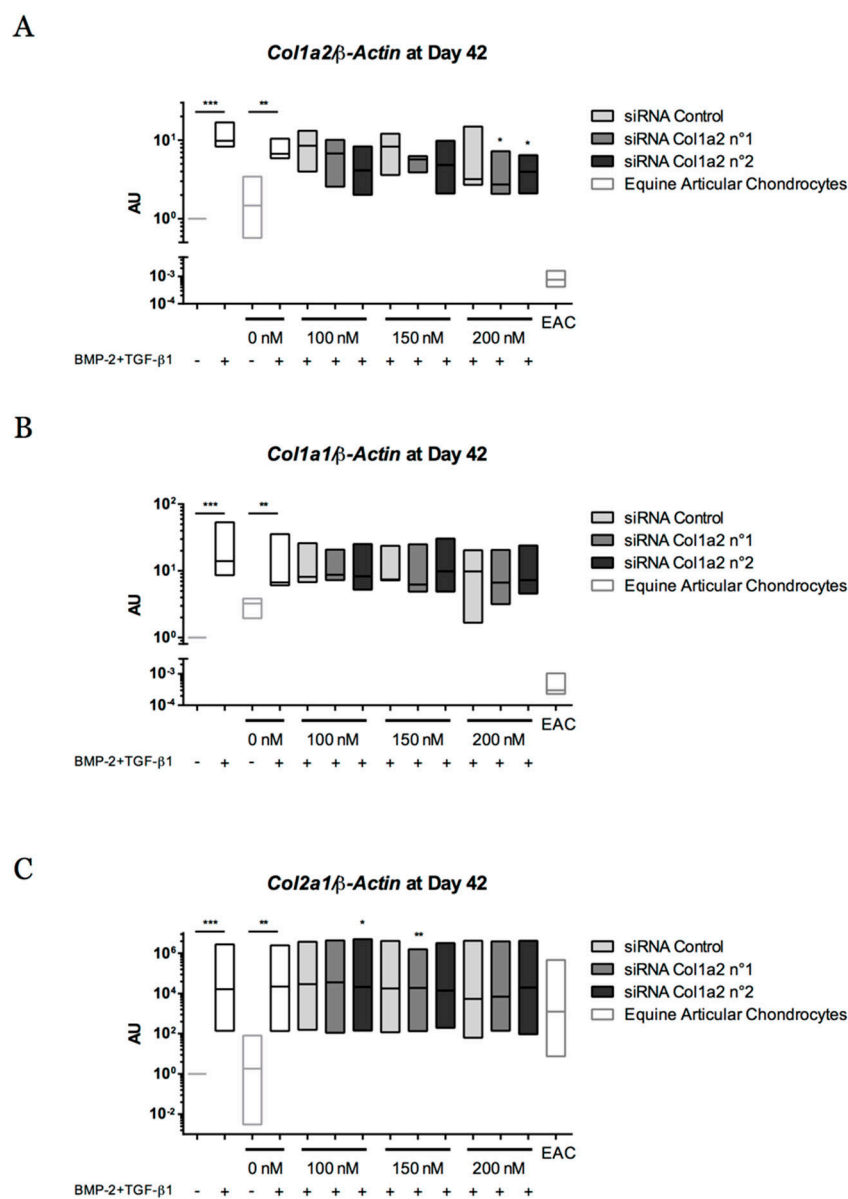 A
Col1a2/β-Actin at Day 42
*** ** * *
siRNA Control
siRNA Col1a2 n°1
siRNA Col1a2 n°2
Equine Articular Chondrocytes
AU
10¹
10⁰
10⁻³
10⁻⁴
0 nM 100 nM 150 nM 200 nM EAC
BMP-2+TGF-β1 - + - + + + + + + + + + +
B
Col1a1/β-Actin at Day 42
*** **
siRNA Control
siRNA Col1a2 n°1
siRNA Col1a2 n°2
Equine Articular Chondrocytes
AU
10²
10¹
10⁰
10⁻³
10⁻⁴
0 nM 100 nM 150 nM 200 nM EAC
BMP-2+TGF-β1 - + - + + + + + + + + + +
C
Col2a1/β-Actin at Day 42
*** ** * **
siRNA Control
siRNA Col1a2 n°1
siRNA Col1a2 n°2
Equine Articular Chondrocytes
AU
10⁶
10⁴
10²
10⁰
10⁻²
0 nM 100 nM 150 nM 200 nM EAC
BMP-2+TGF-β1 - + - + + + + + + + + + +